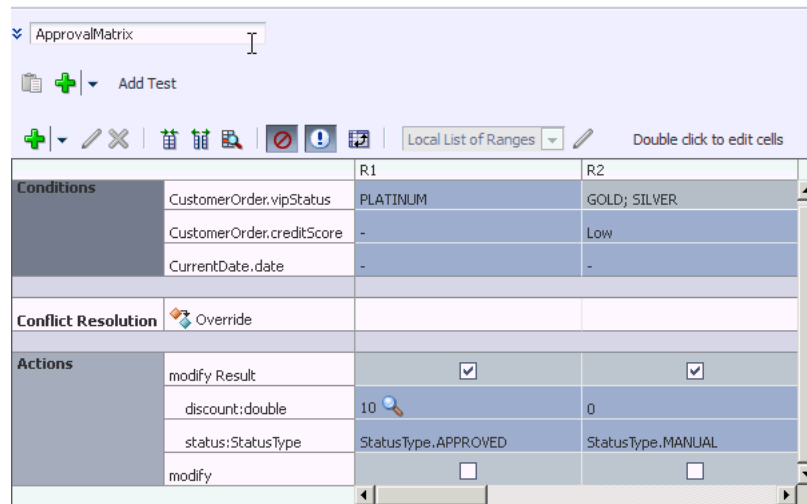 ApprovalMatrix
Add Test
Local List of Ranges Double click to edit cells
R1 R2
Conditions CustomerOrder.vipStatus PLATINUM GOLD; SILVER
CustomerOrder.creditScore - Low
CurrentDate.date - -
Conflict Resolution Override
Actions modify Result
discount:double 10 0
status:StatusType StatusType.APPROVED StatusType.MANUAL
modify